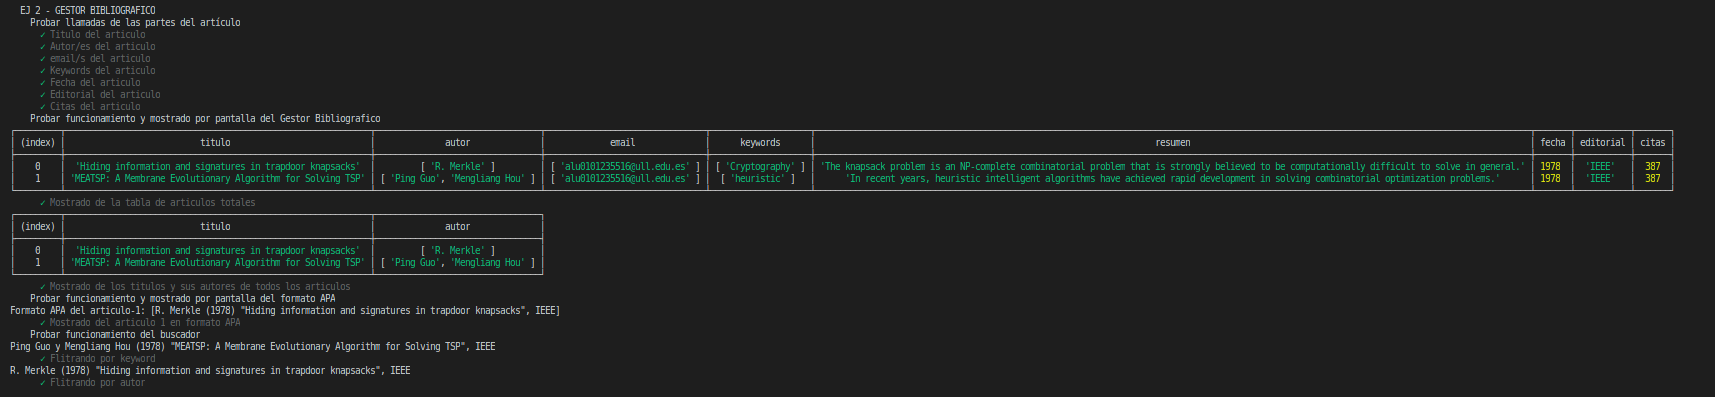 EJ 2 - GESTOR BIBLIOGRAFICO
Probar llamadas de las partes del artículo
✓ Titulo del articulo
✓ Autor/es del articulo
✓ email/s del articulo
✓ Keywords del articulo
✓ Fecha del articulo
✓ Editorial del articulo
✓ Citas del articulo
Probar funcionamiento y mostrado por pantalla del Gestor Bibliografico
(index) titulo autor email keywords resumen fecha editorial citas
0 'Hiding information and signatures in trapdoor knapsacks' [ 'R. Merkle' ] [ 'alu0101235516@ull.edu.es' ] [ 'Cryptography' ] 'The knapsack problem is an NP-complete combinatorial problem that is strongly believed to be computationally difficult to solve in general.' 1978 'IEEE' 387
1 'MEATSP: A Membrane Evolutionary Algorithm for Solving TSP' [ 'Ping Guo', 'Mengliang Hou' ] [ 'alu0101235516@ull.edu.es' ] [ 'heuristic' ] 'In recent years, heuristic intelligent algorithms have achieved rapid development in solving combinatorial optimization problems.' 1978 'IEEE' 387
✓ Mostrado de la tabla de articulos totales
(index) titulo autor
0 'Hiding information and signatures in trapdoor knapsacks' [ 'R. Merkle' ]
1 'MEATSP: A Membrane Evolutionary Algorithm for Solving TSP' [ 'Ping Guo', 'Mengliang Hou' ]
✓ Mostrado de los titulos y sus autores de todos los articulos
Probar funcionamiento y mostrado por pantalla del formato APA
Formato APA del articulo-1: [R. Merkle (1978) "Hiding information and signatures in trapdoor knapsacks", IEEE]
✓ Mostrado del articulo 1 en formato APA
Probar funcionamiento del buscador
Ping Guo y Mengliang Hou (1978) "MEATSP: A Membrane Evolutionary Algorithm for Solving TSP", IEEE
✓ Flitrando por keyword
R. Merkle (1978) "Hiding information and signatures in trapdoor knapsacks", IEEE
✓ Flitrando por autor